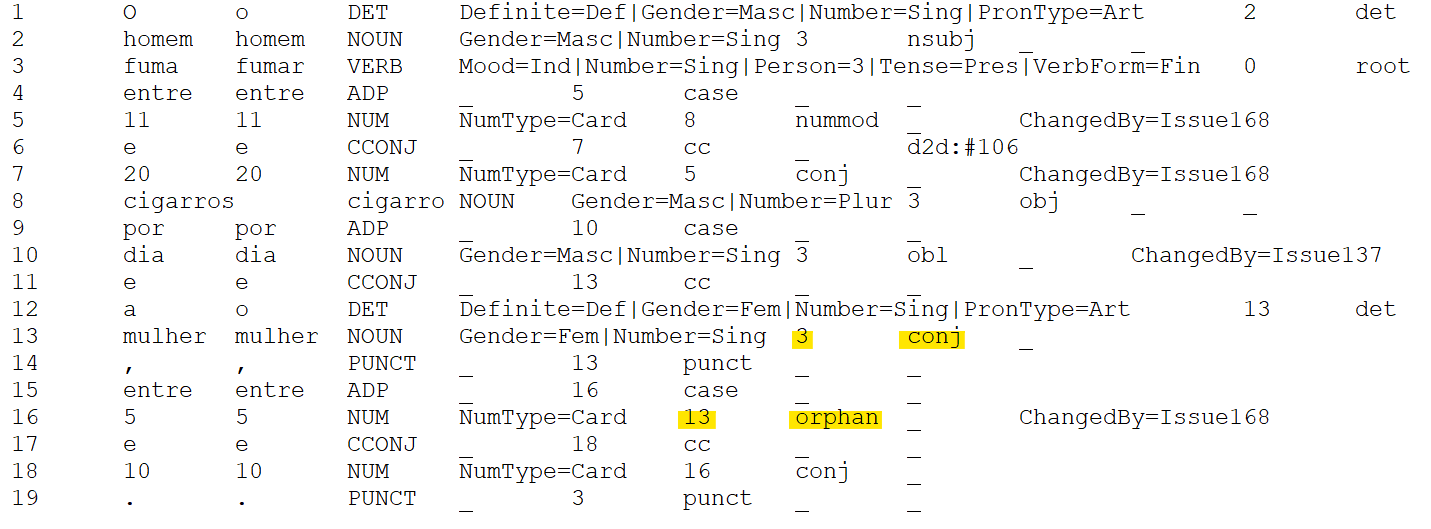 1 O o DET Definite=Def|Gender=Masc|Number=Sing|PronType=Art 2 det
2 homem homem NOUN Gender=Masc|Number=Sing 3 nsubj _ _
3 fuma fumar VERB Mood=Ind|Number=Sing|Person=3|Tense=Pres|VerbForm=Fin 0 root
4 entre entre ADP _ 5 case _ _
5 11 11 NUM NumType=Card 8 nummod _ ChangedBy=Issue168
6 e e CCONJ _ 7 cc _ d2d:#106
7 20 20 NUM NumType=Card 5 conj _ ChangedBy=Issue168
8 cigarros cigarro NOUN Gender=Masc|Number=Plur 3 obj _ _
9 por por ADP _ 10 case _ _
10 dia dia NOUN Gender=Masc|Number=Sing 3 obl _ ChangedBy=Issue137
11 e e CCONJ _ 13 cc _ _
12 a o DET Definite=Def|Gender=Fem|Number=Sing|PronType=Art 13 det
13 mulher mulher NOUN Gender=Fem|Number=Sing 3 conj _
14 , , PUNCT _ 13 punct _ _
15 entre entre ADP _ 16 case _ _
16 5 5 NUM NumType=Card 13 orphan _ ChangedBy=Issue168
17 e e CCONJ _ 18 cc _ _
18 10 10 NUM NumType=Card 16 conj _
19 . . PUNCT _ 3 punct _ _